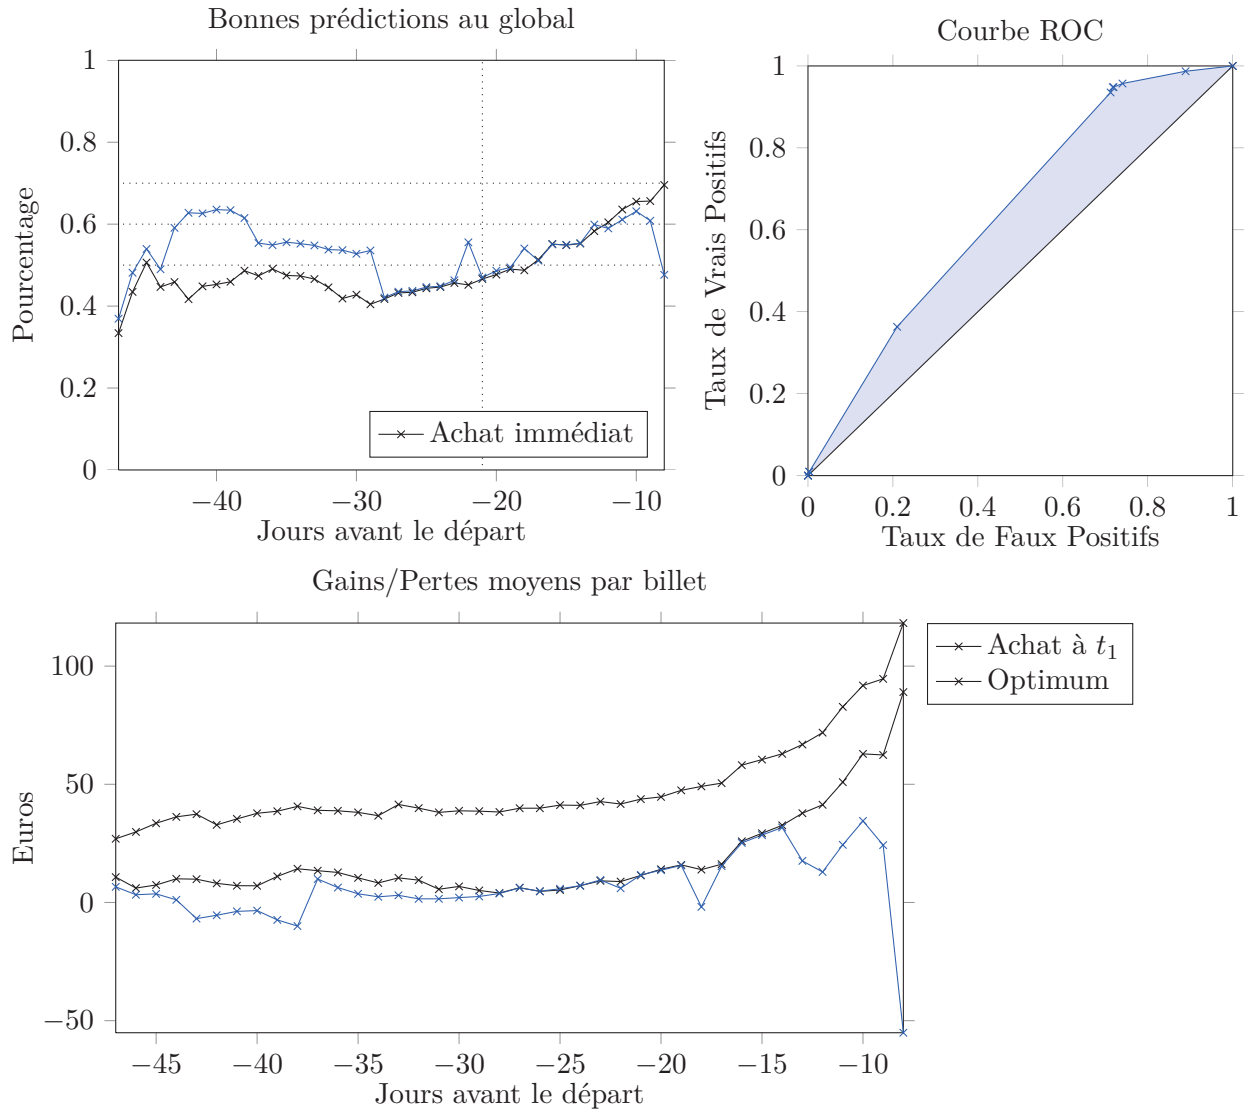 Bonnes prédictions au global
Pourcentage
1
0.8
0.6
0.4
0.2
0
Achat immédiat
−40 −30 −20 −10
Jours avant le départ
Courbe ROC
Taux de Vrais Positifs
1
0.8
0.6
0.4
0.2
0
0 0.2 0.4 0.6 0.8 1
Taux de Faux Positifs
Gains/Pertes moyens par billet
Euros
100
50
0
−50
−45 −40 −35 −30 −25 −20 −15 −10
Jours avant le départ
Achat à t₁
Optimum